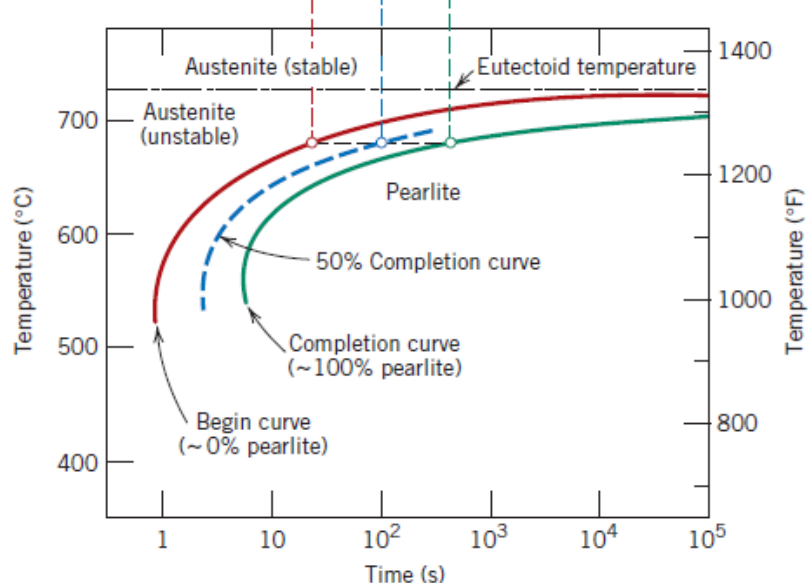 1400
Austenite (stable)
Eutectoid temperature
700
Austenite
(unstable)
1200
Pearlite
Temperature (°C)
Temperature (°F)
600
50% Completion curve
1000
500
Completion curve
(~100% pearlite)
Begin curve
(~0% pearlite)
800
400
1 10 10² 10³ 10⁴ 10⁵
Time (s)